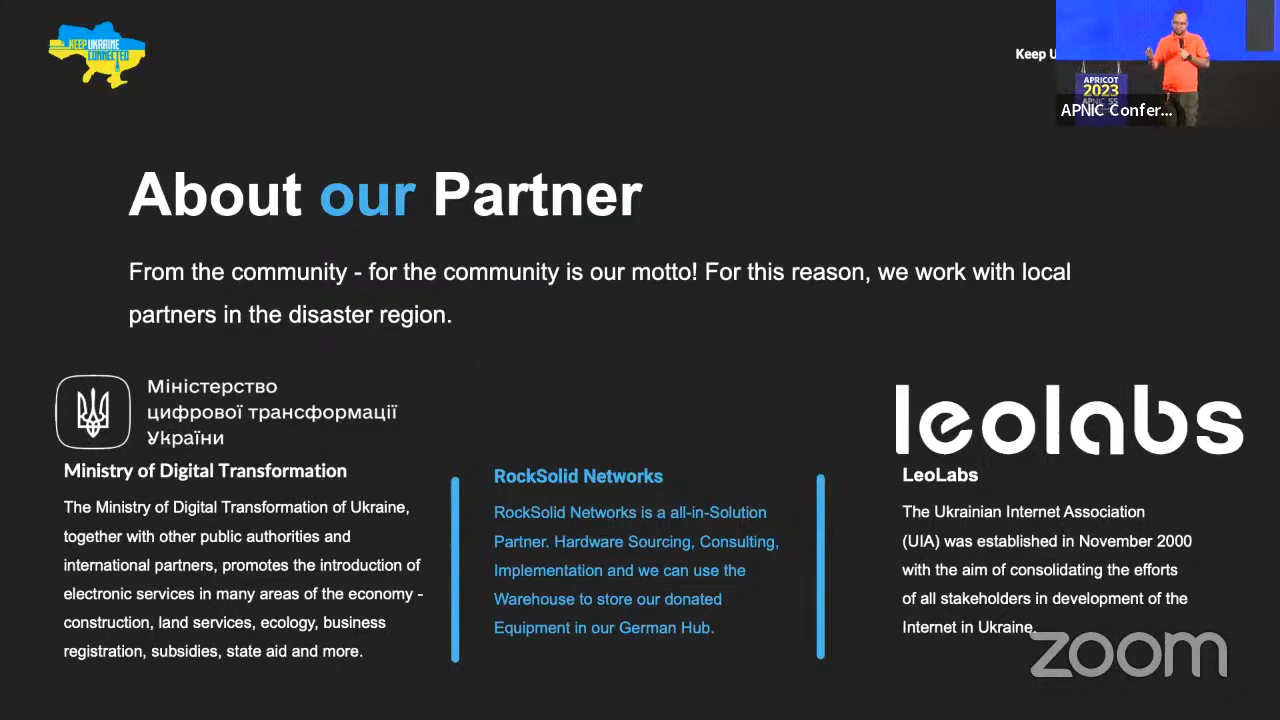 KEEP UKRAINE
CONNECTED
Keep U
APRICOT
2023
APNIC 55
APNIC Confer...
About our Partner
From the community - for the community is our motto! For this reason, we work with local
partners in the disaster region.
Міністерство
цифрової трансформації
України
Ministry of Digital Transformation
The Ministry of Digital Transformation of Ukraine,
together with other public authorities and
international partners, promotes the introduction of
electronic services in many areas of the economy -
construction, land services, ecology, business
registration, subsidies, state aid and more.
RockSolid Networks
RockSolid Networks is a all-in-Solution
Partner. Hardware Sourcing, Consulting,
Implementation and we can use the
Warehouse to store our donated
Equipment in our German Hub.
leolabs
LeoLabs
The Ukrainian Internet Association
(UIA) was established in November 2000
with the aim of consolidating the efforts
of all stakeholders in development of the
Internet in Ukraine.
zoom